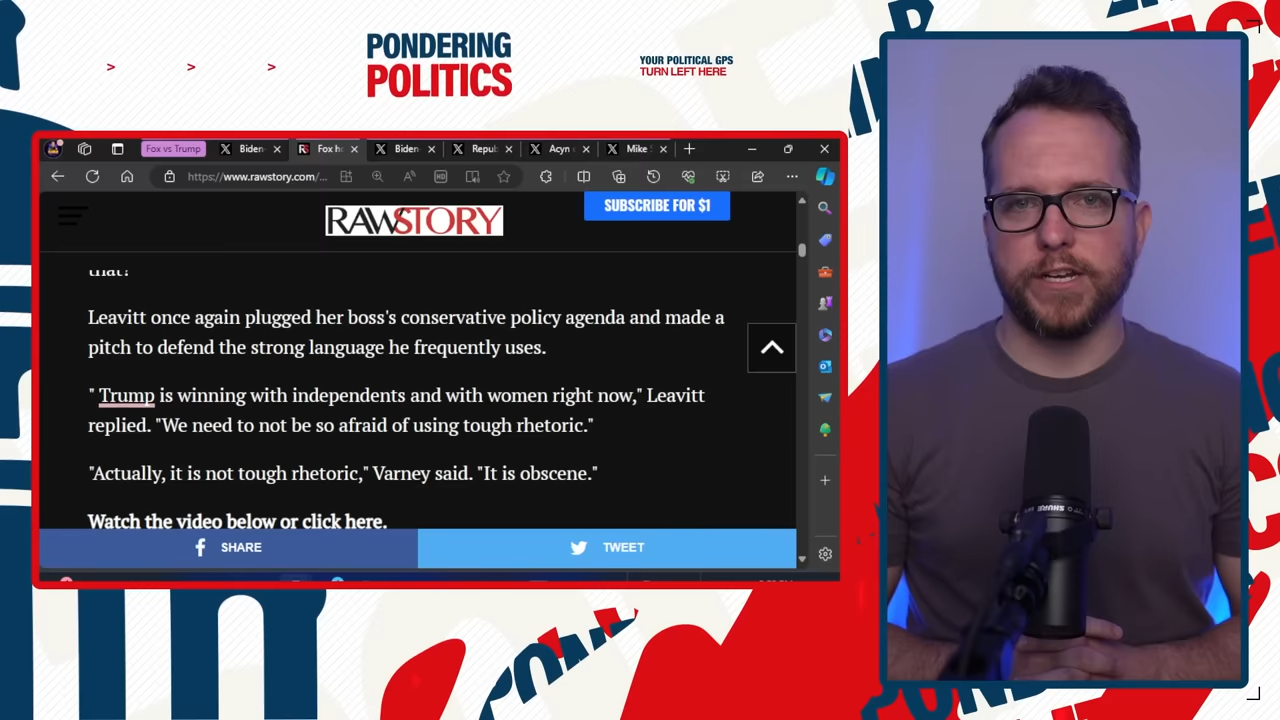 PONDERING
POLITICS
YOUR POLITICAL GPS
TURN LEFT HERE
> > >
Fox vs Trump
Biden
Fox h
Biden
Repub
Acyn
Mike
https://www.rawstory.com/...
HD
RAWSTORY
SUBSCRIBE FOR $1
that?
Leavitt once again plugged her boss's conservative policy agenda and made a
pitch to defend the strong language he frequently uses.
" Trump is winning with independents and with women right now," Leavitt
replied. "We need to not be so afraid of using tough rhetoric."
"Actually, it is not tough rhetoric," Varney said. "It is obscene."
Watch the video below or click here.
SHARE
TWEET
SHURE